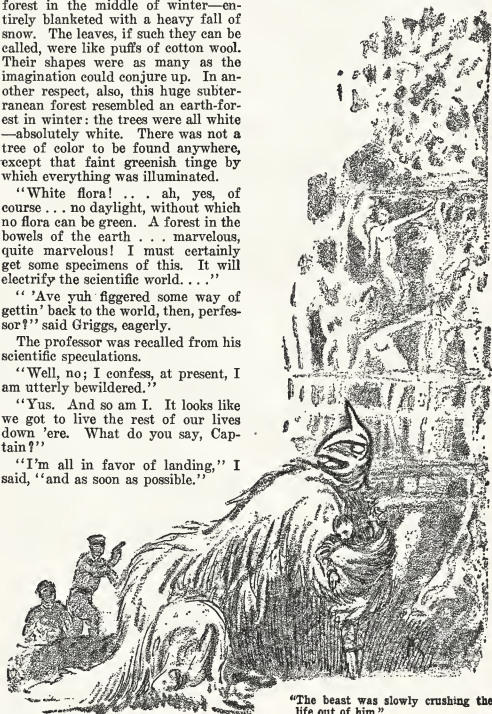 forest in the middle of winter—en-
tirely blanketed with a heavy fall of
snow. The leaves, if such they can be
called, were like puffs of cotton wool.
Their shapes were as many as the
imagination could conjure up. In an-
other respect, also, this huge subter-
ranean forest resembled an earth-for-
est in winter: the trees were all white
—absolutely white. There was not a
tree of color to be found anywhere,
except that faint greenish tinge by
which everything was illuminated.
"White flora! . . . ah, yes, of
course . . . no daylight, without which
no flora can be green. A forest in the
bowels of the earth . . . marvelous,
quite marvelous! I must certainly
get some specimens of this. It will
electrify the scientific world. . . ."
" 'Ave yuh figgered some way of
gettin' back to the world, then, perfes-
sor?" said Griggs, eagerly.
The professor was recalled from his
scientific speculations.
"Well, no; I confess, at present, I
am utterly bewildered."
"Yus. And so am I. It looks like
we got to live the rest of our lives
down 'ere. What do you say, Cap-
tain?"
"I'm all in favor of landing," I
said, "and as soon as possible."
"The beast was slowly crushing the
life out of him"